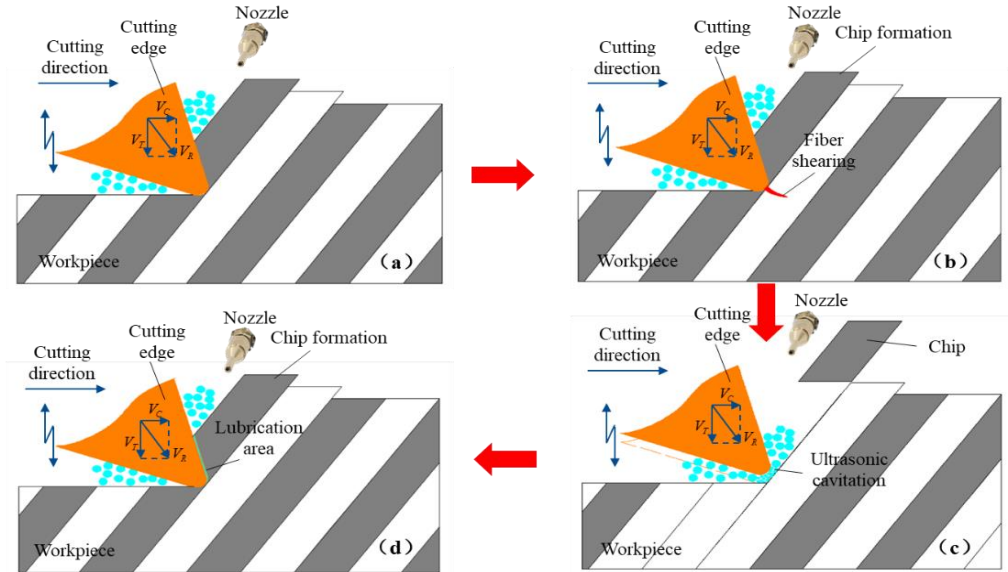 Nozzle
Cutting
edge
Cutting
direction
V_C
V_T
V_R
Workpiece
(a)
Nozzle
Chip formation
Cutting
edge
Cutting
direction
V_C
V_T
V_R
Fiber
shearing
Workpiece
(b)
Nozzle
Chip formation
Cutting
edge
Cutting
direction
V_C
V_T
V_R
Lubrication
area
Workpiece
(d)
Nozzle
Cutting
edge
Cutting
direction
Chip
V_C
V_T
V_R
Ultrasonic
cavitation
Workpiece
(c)